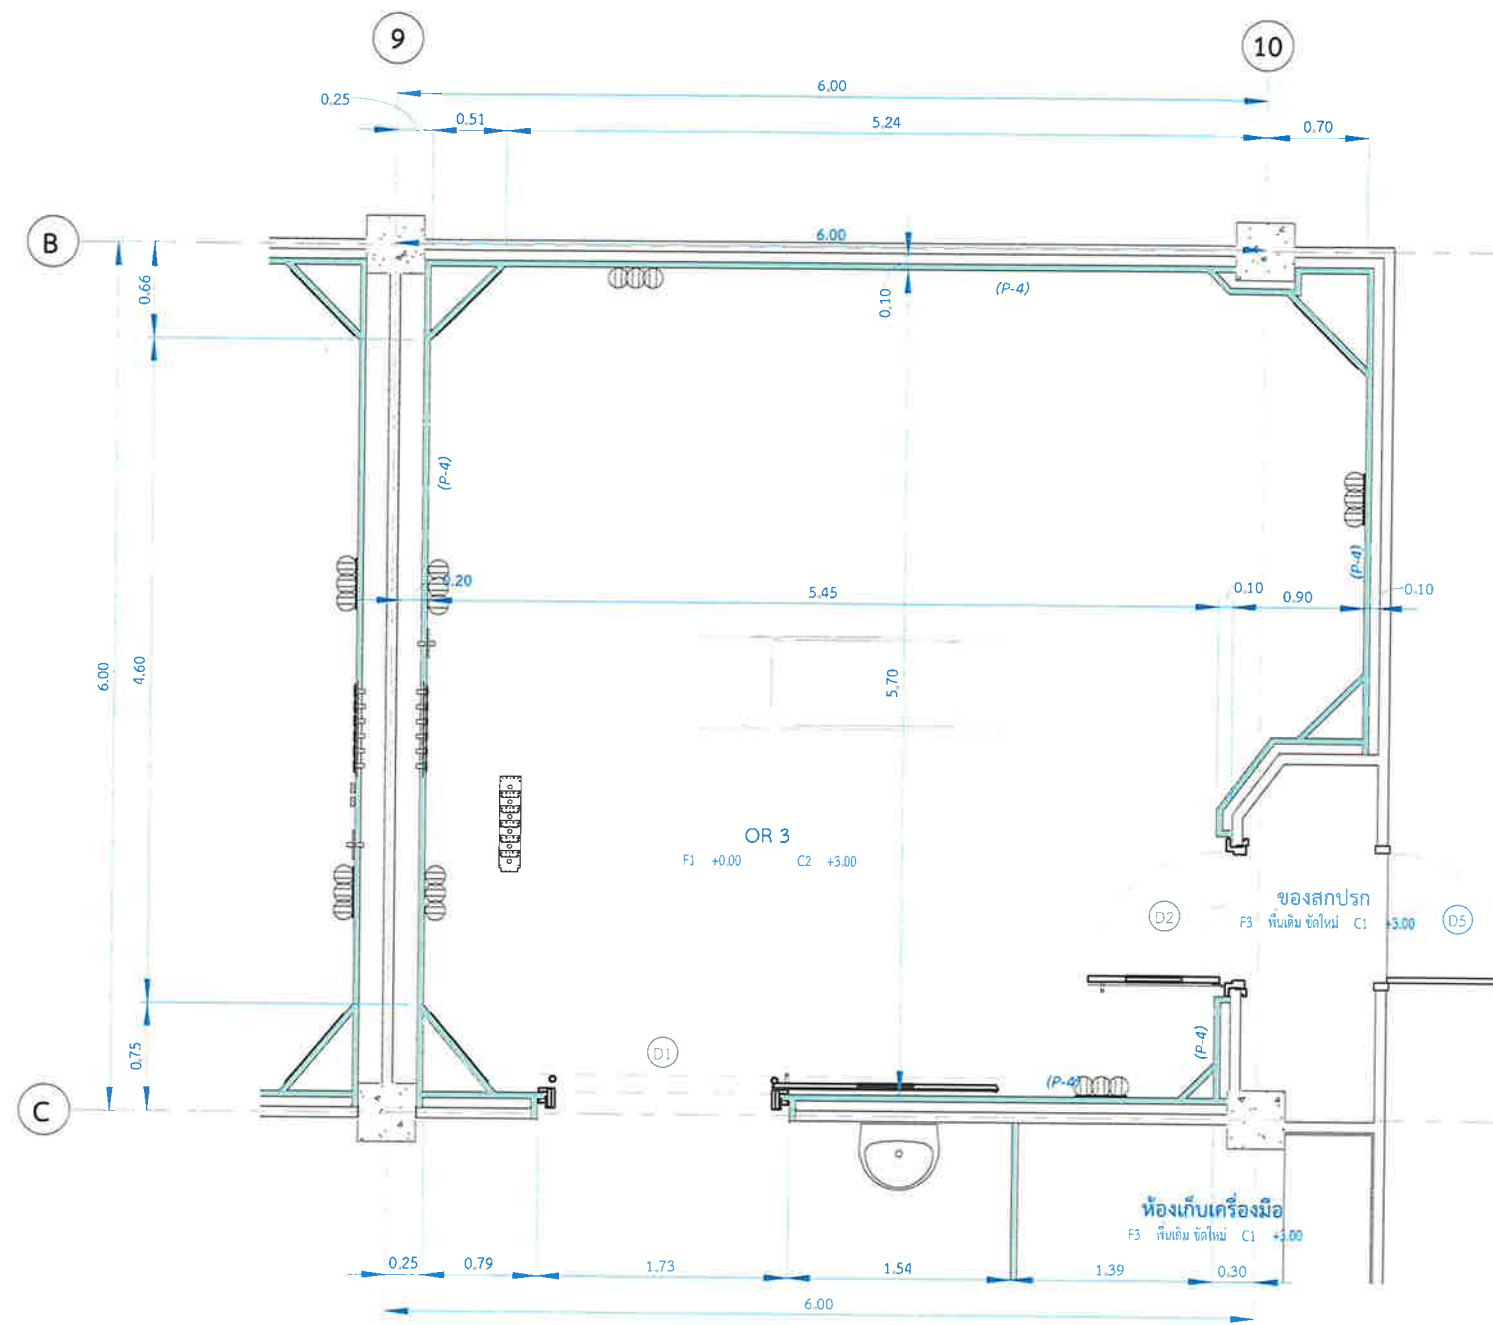 9
10
6.00
0.25
0.51
5.24
0.70
B
6.00
0.66
0.10
(P-4)
(P-4)
(P-4)
0.20
5.45
0.10
0.90
0.10
6.00
4.60
5.70
OR 3
F1 +0.00 C2 +3.00
ของสกปรก
F3 พื้นเดิม ขัดใหม่ C1 +3.00
D2
D5
0.75
D1
(P-4)
(P-4)
C
ห้องเก็บเครื่องมือ
F3 พื้นเดิม ขัดใหม่ C1 +3.00
0.25
0.79
1.73
1.54
1.39
0.30
6.00